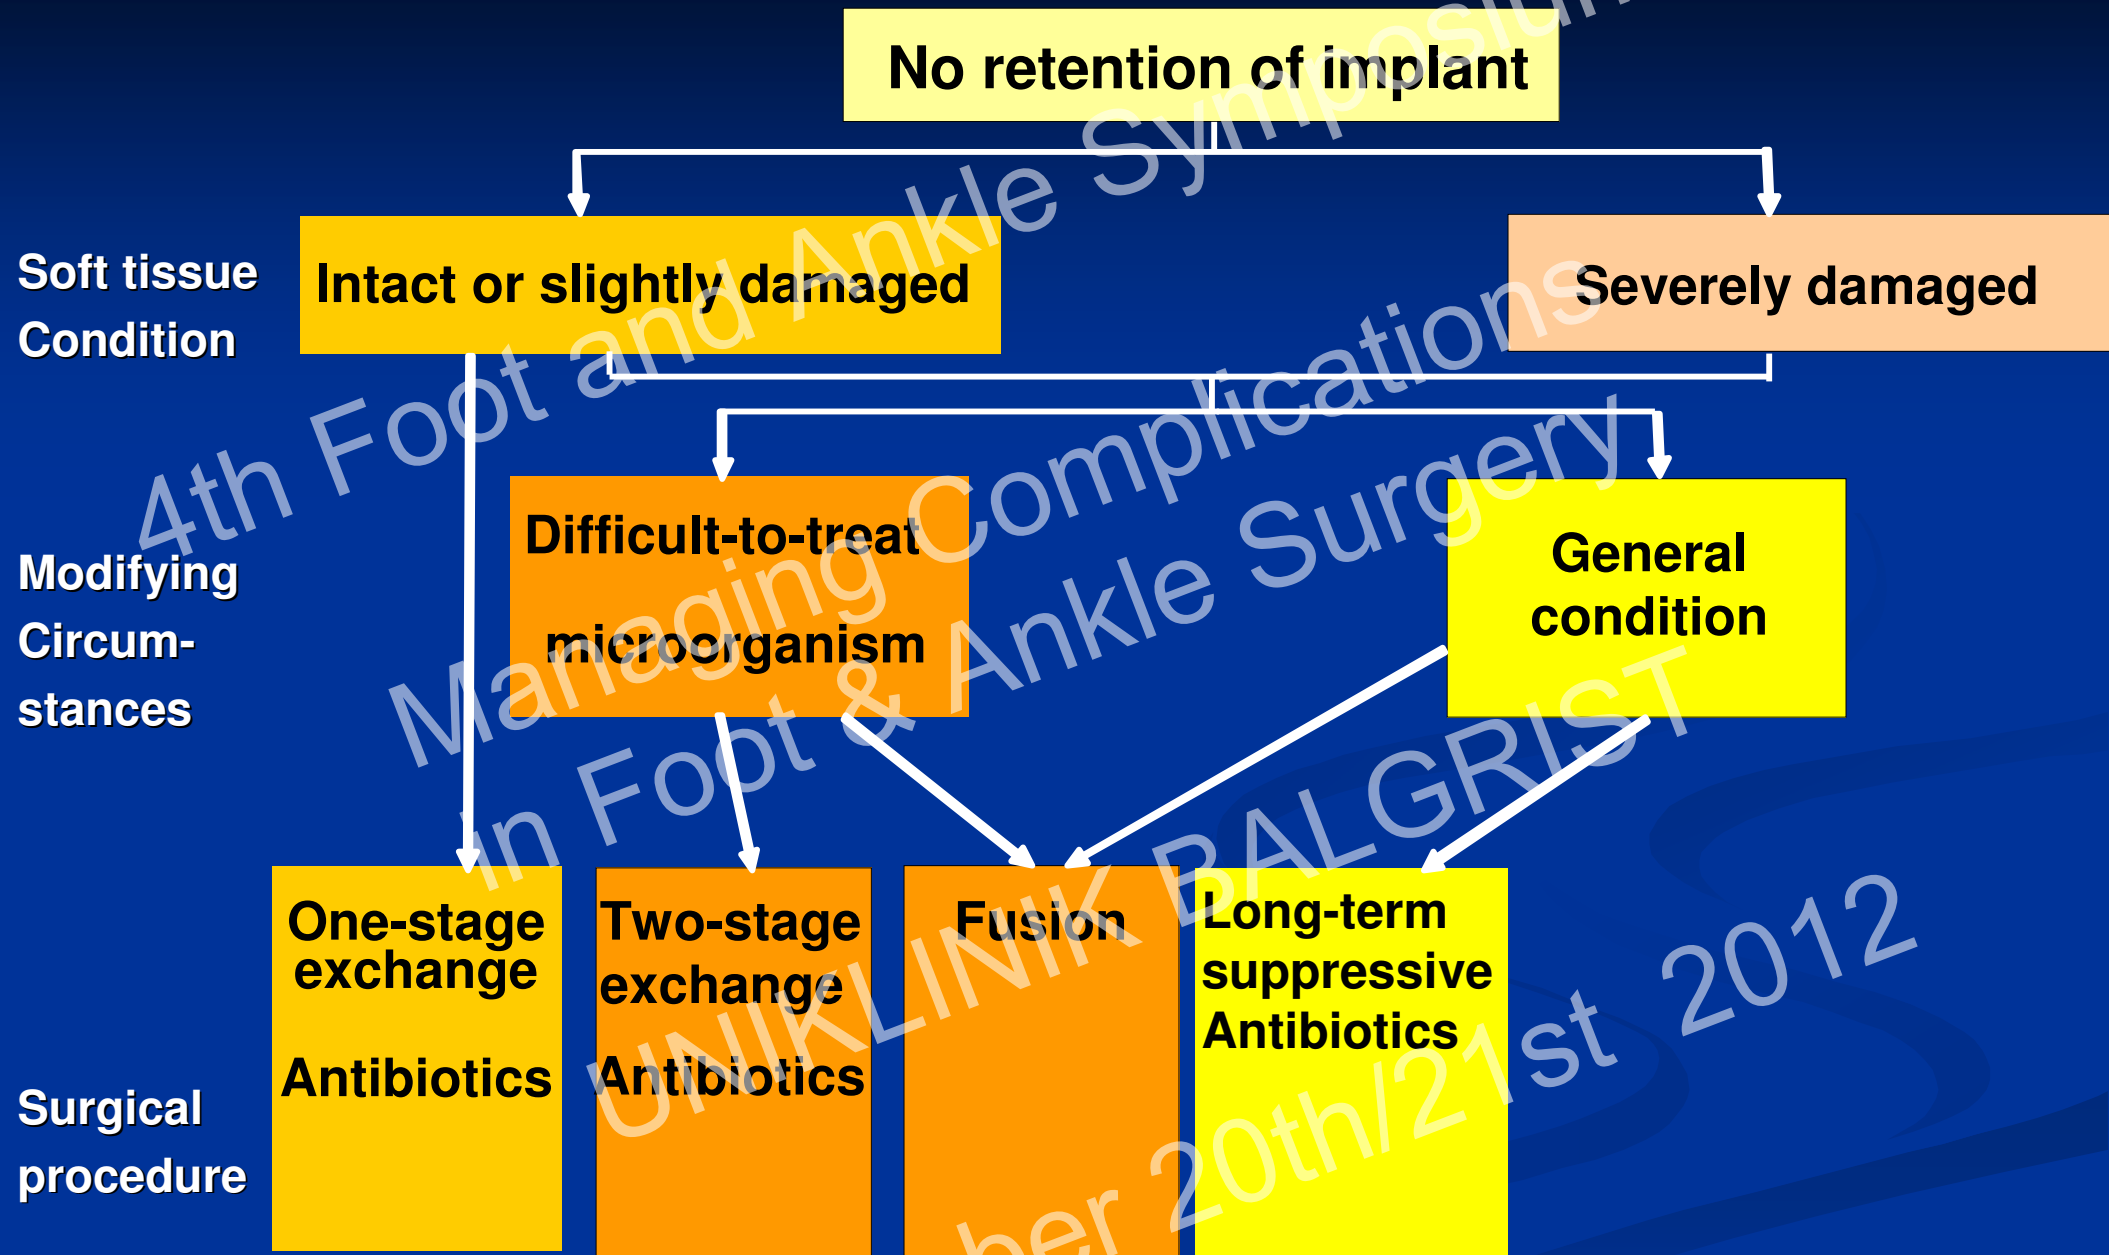 No retention of implant
Soft tissue
Condition
Intact or slightly damaged
Severely damaged
Modifying
Circum-
stances
Difficult-to-treat
microorganism
General
condition
Surgical
procedure
One-stage
exchange
Antibiotics
Two-stage
exchange
Antibiotics
Fusion
Long-term
suppressive
Antibiotics
4th Foot and Ankle Symposium
Managing Complications
in Foot & Ankle Surgery
UNIKLINIK BALGRIST
20th/21st 2012